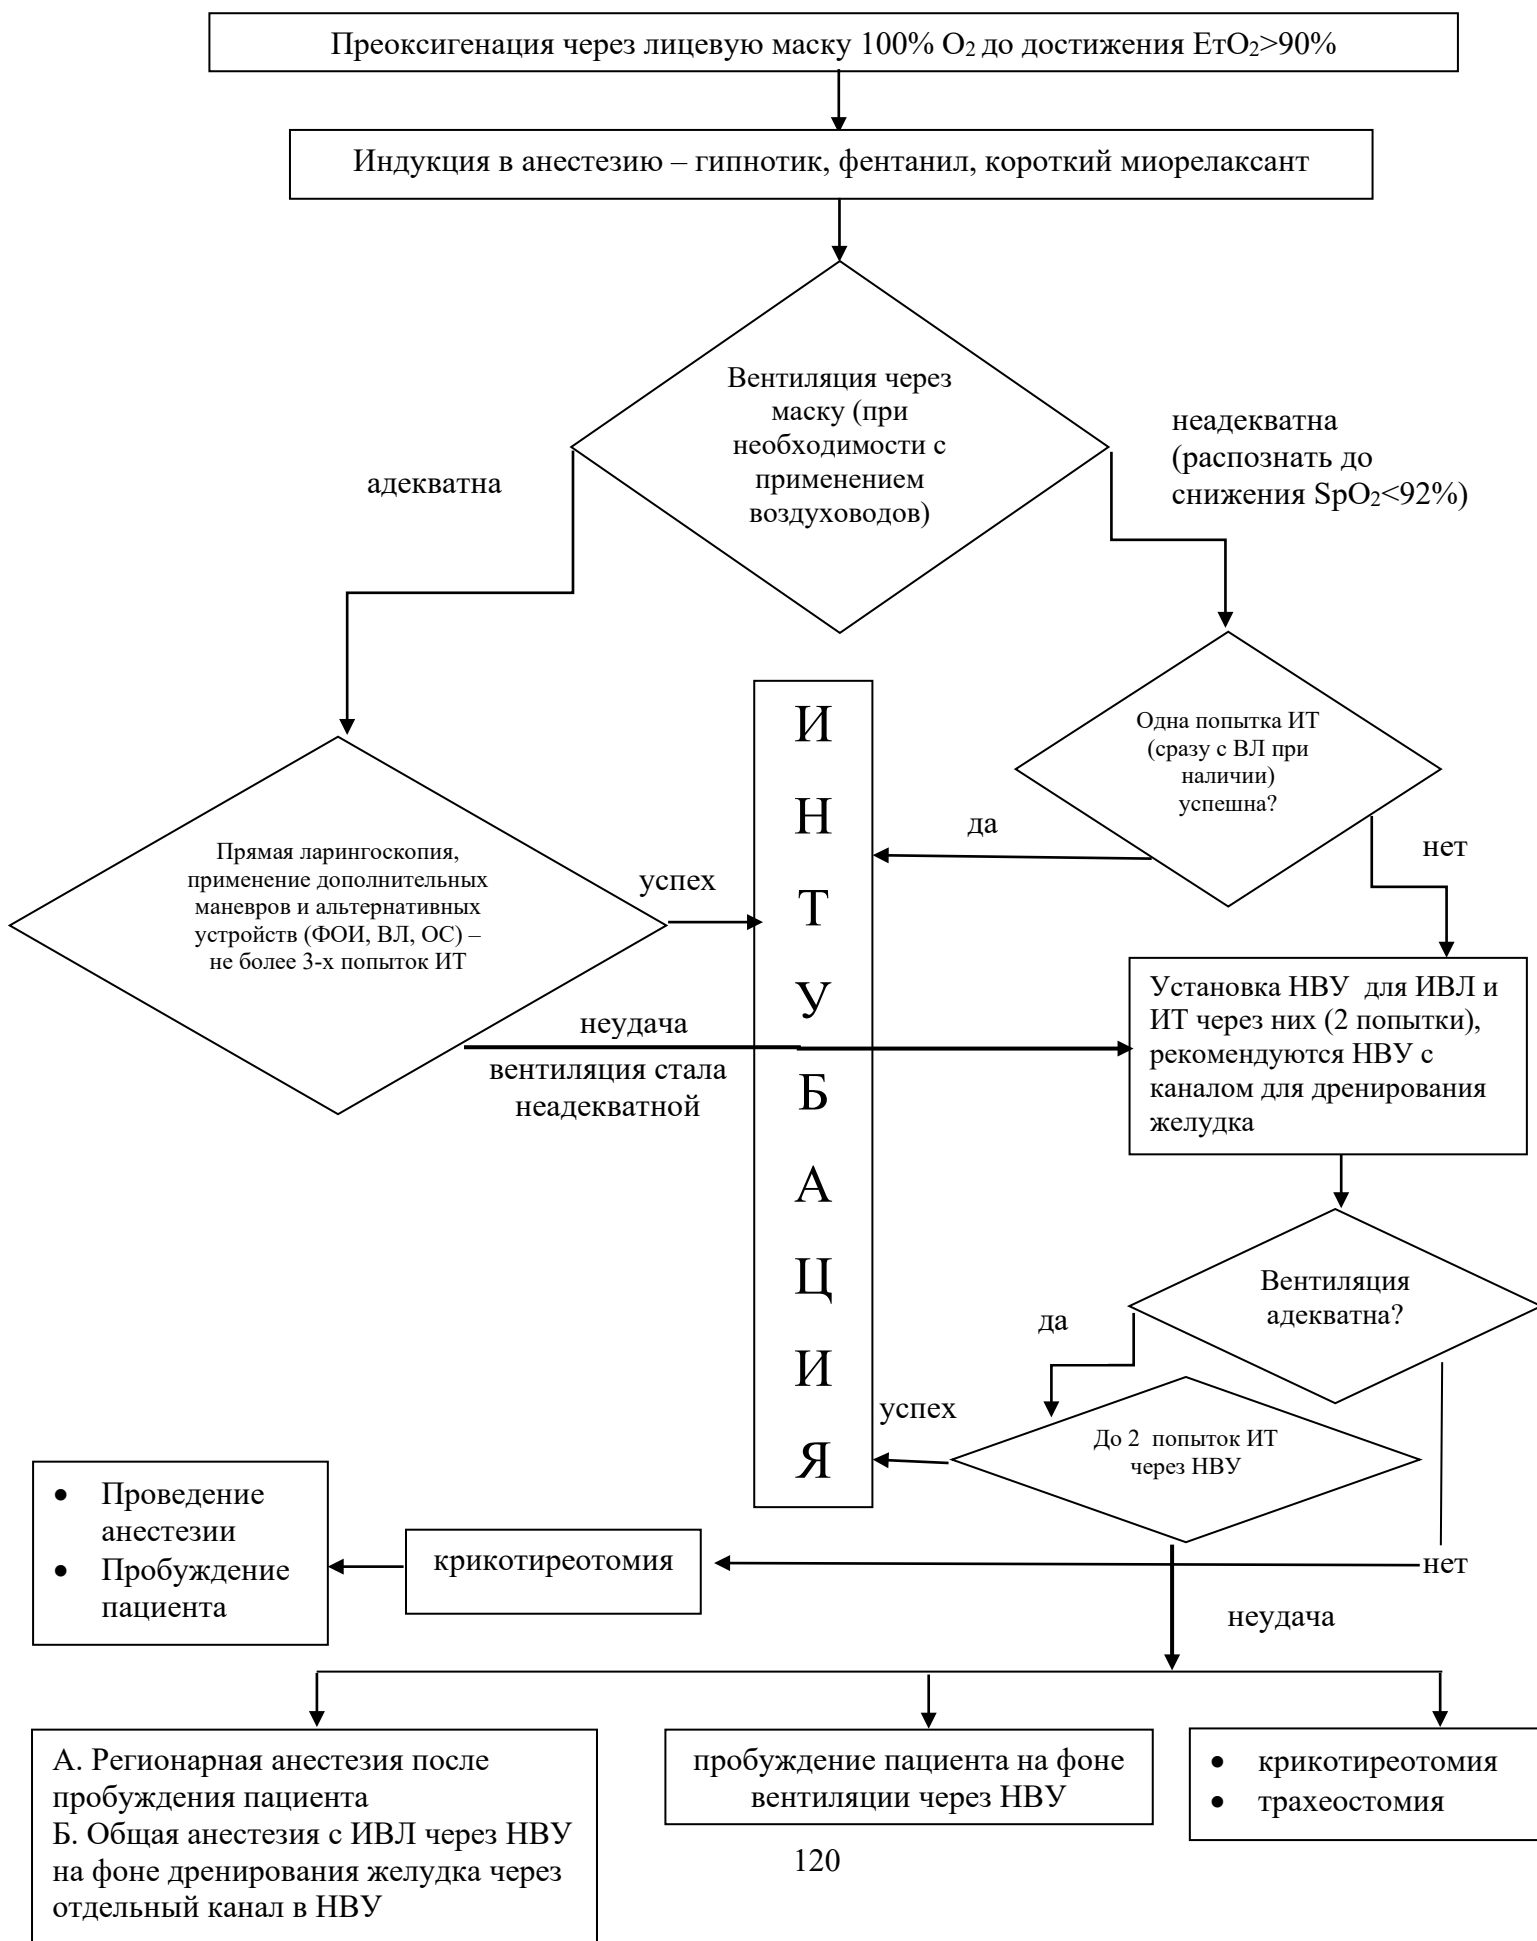 Преоксигенация через лицевую маску 100% O₂ до достижения EтO₂>90%
Индукция в анестезию – гипнотик, фентанил, короткий миорелаксант
Вентиляция через
маску (при
необходимости с
применением
воздуховодов)
адекватна
неадекватна
(распознать до
снижения SpO₂<92%)
Одна попытка ИТ
(сразу с ВЛ при
наличии)
успешна?
да
нет
Прямая ларингоскопия,
применение дополнительных
маневров и альтернативных
устройств (ФОИ, ВЛ, ОС) –
не более 3-х попыток ИТ
успех
неудача
вентиляция стала
неадекватной
И
Н
Т
У
Б
А
Ц
И
Я
Установка НВУ для ИВЛ и
ИТ через них (2 попытки),
рекомендуются НВУ с
каналом для дренирования
желудка
Вентиляция
адекватна?
да
До 2 попыток ИТ
через НВУ
успех
нет
неудача
крикотиреотомия
• Проведение
анестезии
• Пробуждение
пациента
А. Регионарная анестезия после
пробуждения пациента
Б. Общая анестезия с ИВЛ через НВУ
на фоне дренирования желудка через
отдельный канал в НВУ
пробуждение пациента на фоне
вентиляции через НВУ
• крикотиреотомия
• трахеостомия
120